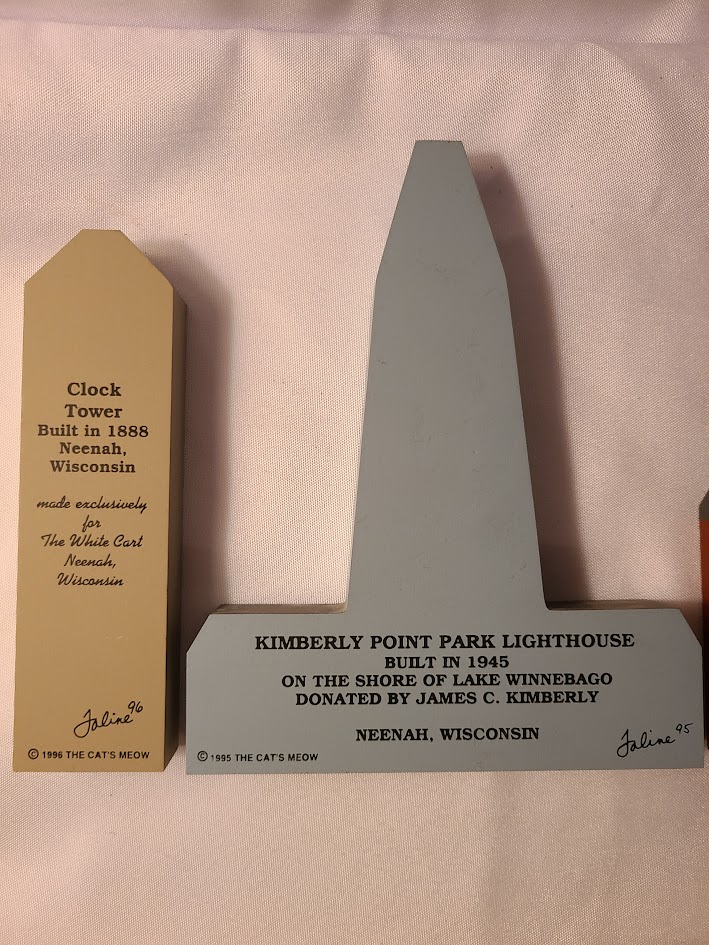 Clock
Tower
Built in 1888
Neenah,
Wisconsin
made exclusively
for
The White Cart
Neenah,
Wisconsin
Faline 96
© 1996 THE CAT'S MEOW
KIMBERLY POINT PARK LIGHTHOUSE
BUILT IN 1945
ON THE SHORE OF LAKE WINNEBAGO
DONATED BY JAMES C. KIMBERLY
NEENAH, WISCONSIN
Faline 95
© 1995 THE CAT'S MEOW